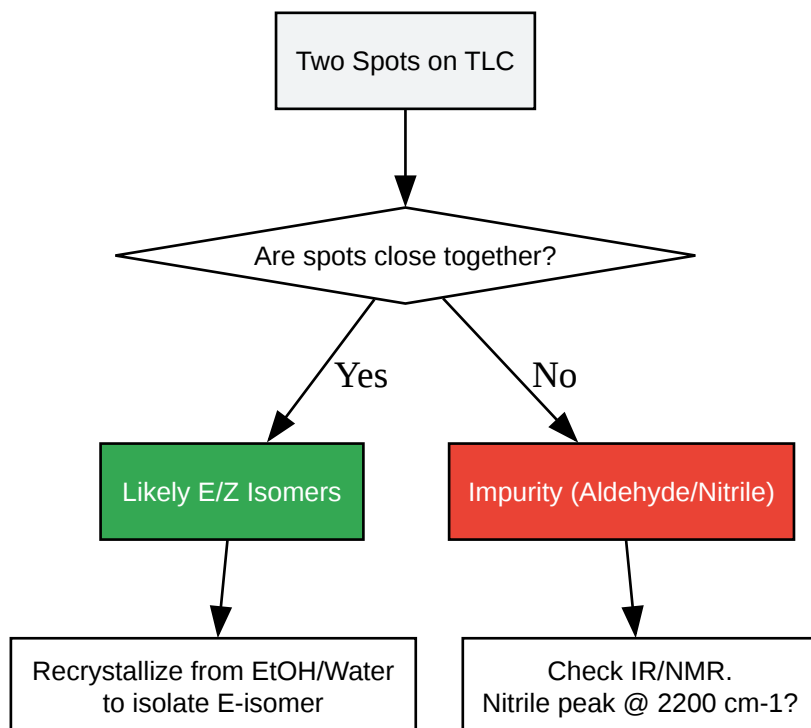 Two Spots on TLC
Are spots close together?
Yes
No
Likely E/Z Isomers
Impurity (Aldehyde/Nitrile)
Recrystallize from EtOH/Water
to isolate E-isomer
Check IR/NMR.
Nitrile peak @ 2200 cm-1?